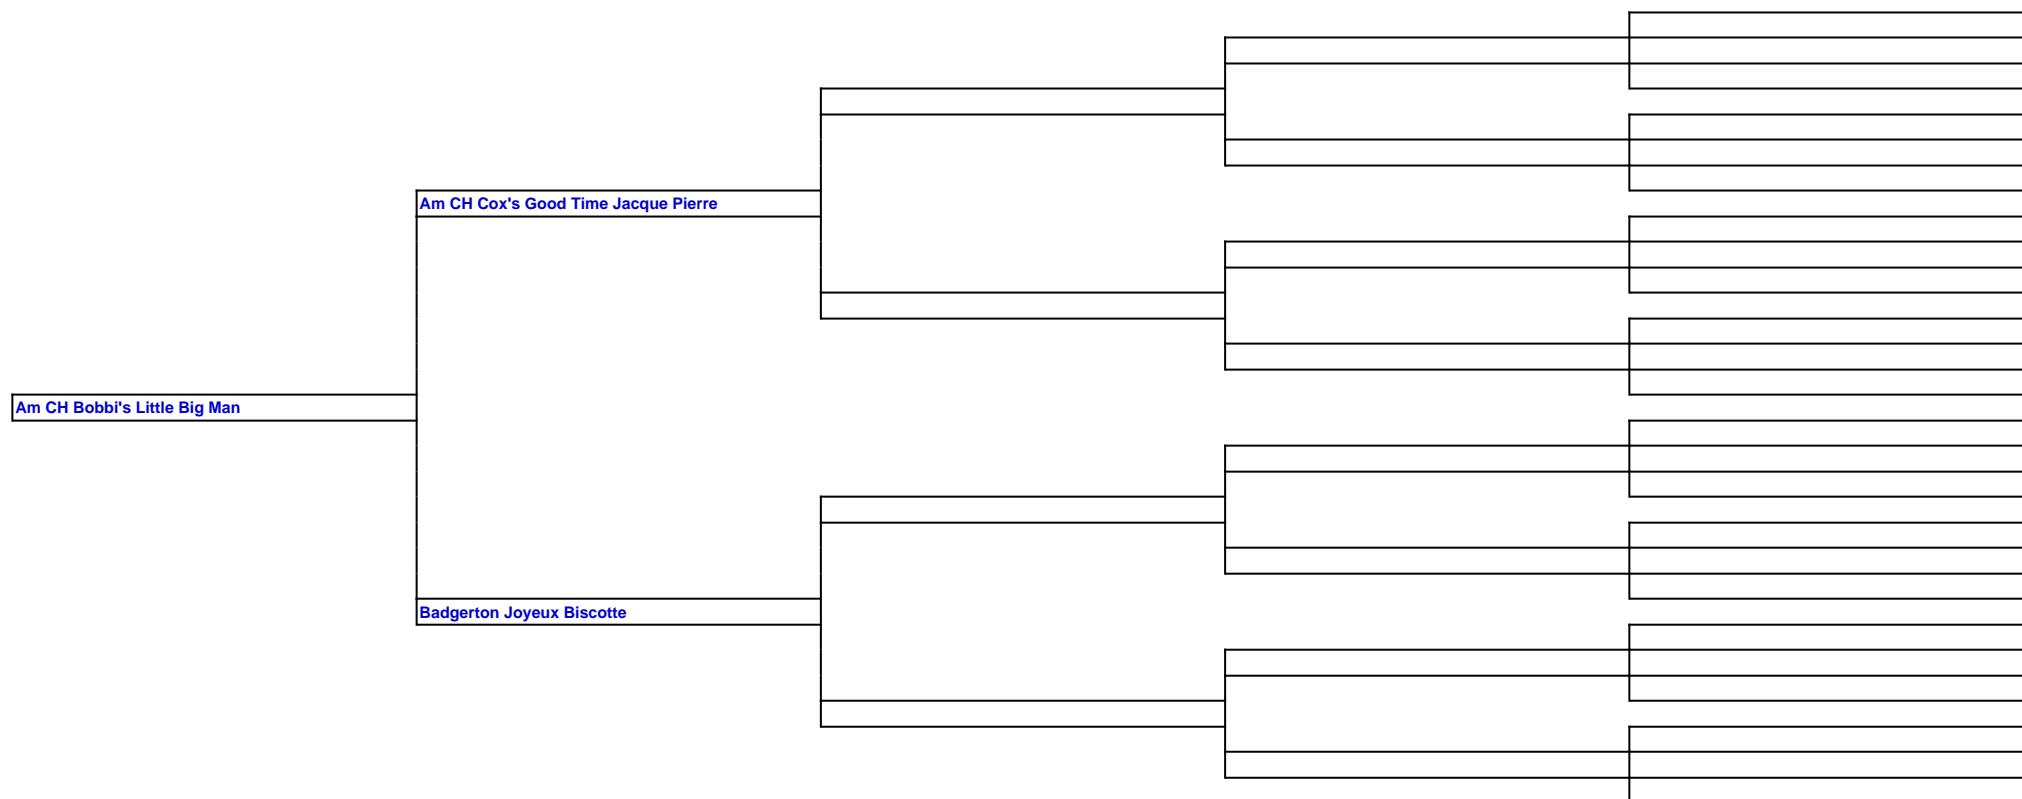 Am CH Cox's Good Time Jacque Pierre
Am CH Bobbi's Little Big Man
Badgerton Joyeux Biscotte